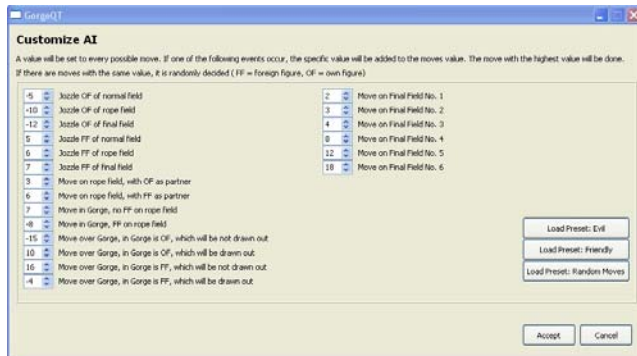 GorgoQT
Customize AI
A value will be set to every possible move. If one of the following events occur, the specific value will be added to the moves value. The move with the highest value will be done.
If there are moves with the same value, it is randomly decided ( FF = foreign figure, OF = own figure)
-5 Jozzle OF of normal field
-10 Jozzle OF of rope field
-12 Jozzle OF of final field
5 Jozzle FF of normal field
6 Jozzle FF of rope field
7 Jozzle FF of final field
3 Move on rope field, with OF as partner
6 Move on rope field, with FF as partner
7 Move in Gorge, no FF on rope field
-8 Move in Gorge, FF on rope field
-15 Move over Gorge, in Gorge is OF, which will be not drawn out
10 Move over Gorge, in Gorge is OF, which will be drawn out
16 Move over Gorge, in Gorge is FF, which will be not drawn out
-4 Move over Gorge, in Gorge is FF, which will be drawn out
2 Move on Final Field No. 1
3 Move on Final Field No. 2
4 Move on Final Field No. 3
8 Move on Final Field No. 4
12 Move on Final Field No. 5
18 Move on Final Field No. 6
Load Preset: Evil
Load Preset: Friendly
Load Preset: Random Moves
Accept Cancel